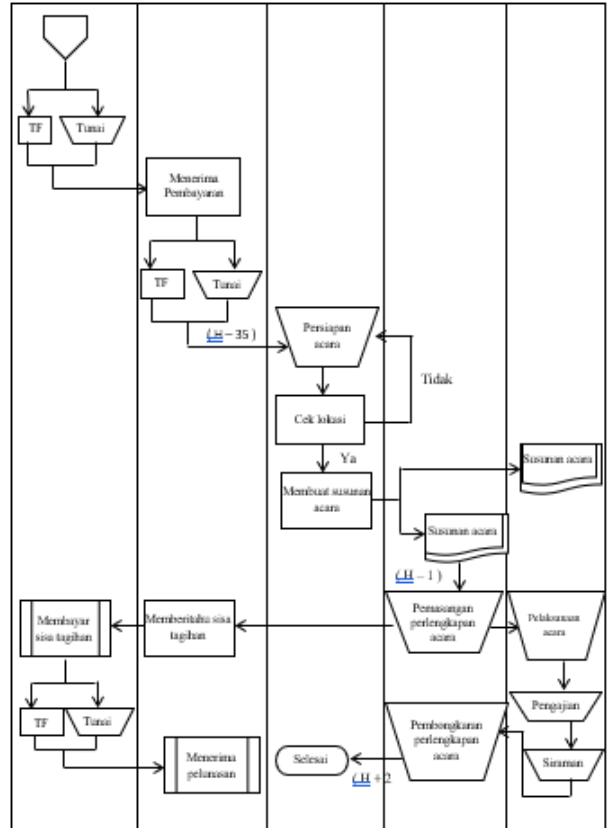 TF
Tunai
Menerima
Pembayaran
TF
Tunai
( H – 35 )
Persiapan
acara
Tidak
Cek lokasi
Ya
Membuat susunan
acara
Susunan acara
Susunan acara
( H – 1 )
Membayar
sisa tagihan
Memberitahu sisa
tagihan
Pemasangan
perlengkapan
acara
Pelaksanaan
acara
TF
Tunai
Pengajian
Menerima
pelunasan
Selesai
Pembongkaran
perlengkapan
acara
Siraman
( H + 2